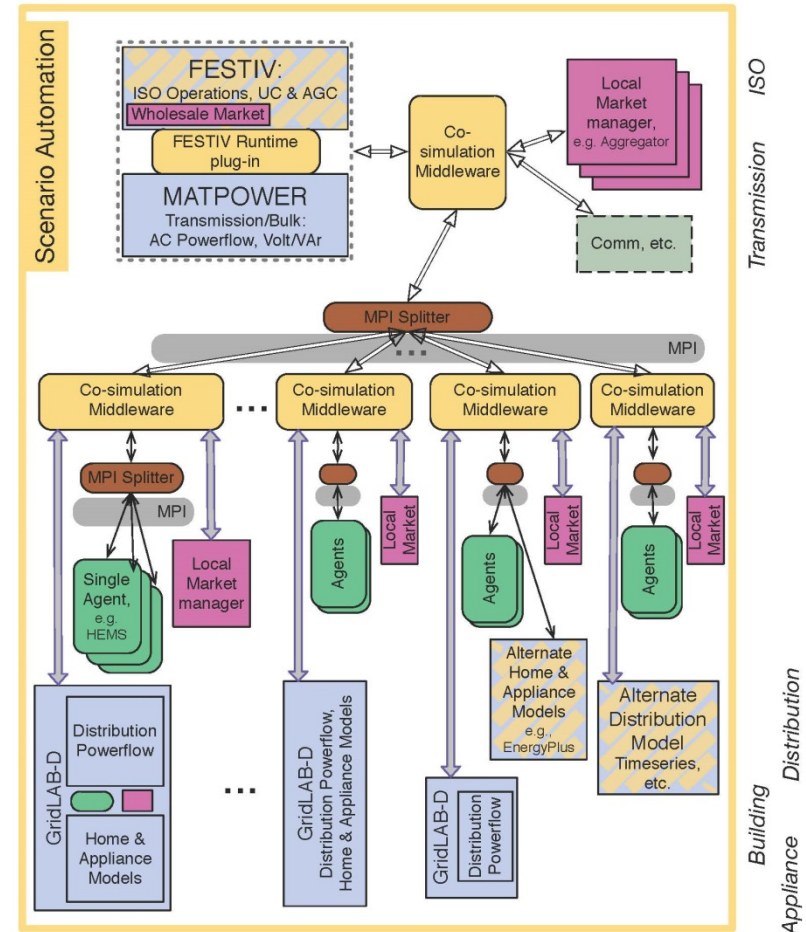 Scenario Automation
FESTIV:
ISO Operations, UC & AGC
Wholesale Market
FESTIV Runtime
plug-in
MATPOWER
Transmission/Bulk:
AC Powerflow, Volt/VAr
Co-
simulation
Middleware
Local
Market
manager,
e.g. Aggregator
Comm, etc.
ISO
Transmission
MPI Splitter
...
MPI
Co-simulation
Middleware
...
Co-simulation
Middleware
Co-simulation
Middleware
Co-simulation
Middleware
MPI Splitter
MPI
Single
Agent,
e.g.
HEMS
Local
Market
manager
Agents
Local
Market
Agents
Local
Market
Agents
Local
Market
GridLAB-D
Distribution
Powerflow
Home &
Appliance
Models
...
GridLAB-D
Distribution Powerflow,
Home & Appliance Models
GridLAB-D
Distribution
Powerflow
Alternate
Home &
Appliance
Models
e.g.,
EnergyPlus
Alternate
Distribution
Model
Timeseries,
etc.
Distribution
Building
Appliance